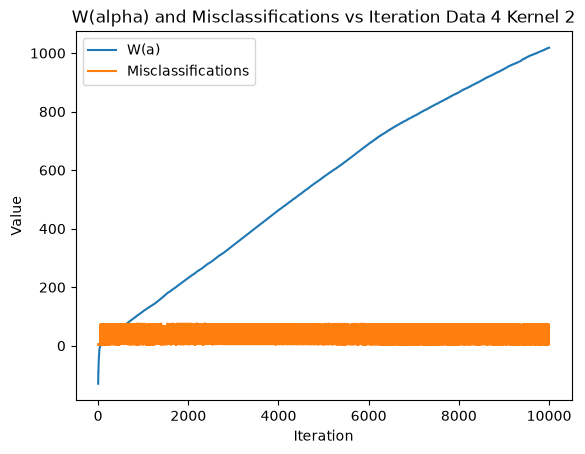 W(alpha) and Misclassifications vs Iteration Data 4 Kernel 2
W(a)
Misclassifications
1000
800
600
400
200
0
Value
0 2000 4000 6000 8000 10000
Iteration